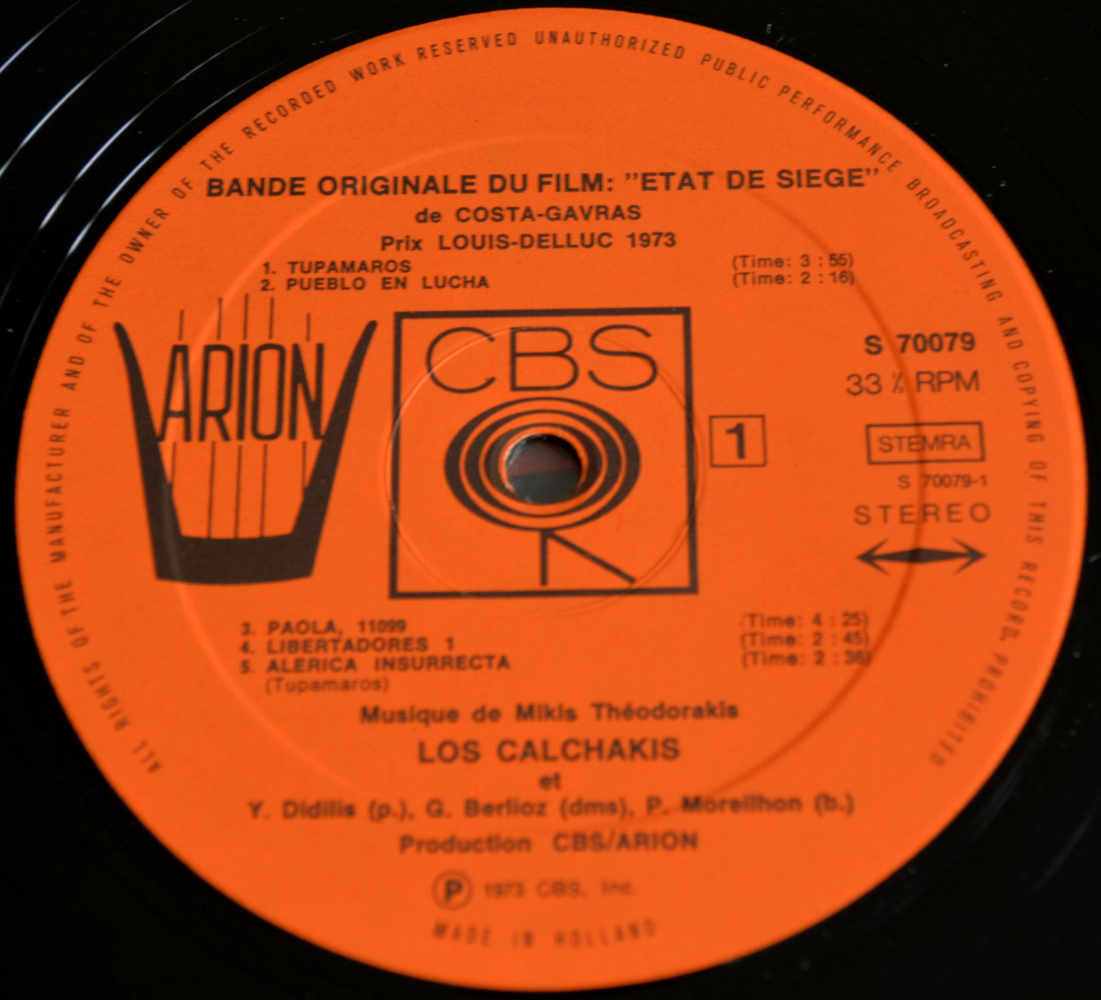 ALL RIGHTS OF THE MANUFACTURER AND OF THE OWNER OF THE RECORDED WORK RESERVED UNAUTHORIZED PUBLIC PERFORMANCE BROADCASTING AND COPYING OF THIS RECORD PROHIBITED
BANDE ORIGINALE DU FILM: "ETAT DE SIEGE"
de COSTA-GAVRAS
Prix LOUIS-DELLUC 1973
1. TUPAMAROS (Time: 3 : 55)
2. PUEBLO EN LUCHA (Time: 2 : 16)
ARION
CBS
1
S 70079
33 ⅓ RPM
STEMRA
S 70079-1
STEREO
3. PAOLA, 11099 (Time: 4 : 25)
4. LIBERTADORES 1 (Time: 2 : 45)
5. ALERICA INSURRECTA (Time: 2 : 36)
(Tupamaros)
Musique de Mikis Théodorakis
LOS CALCHAKIS
et
Y. Didilis (p.), G. Berlioz (dms), P. Moreilhon (b.)
Production CBS/ARION
Ⓟ 1973 CBS, Inc.
MADE IN HOLLAND